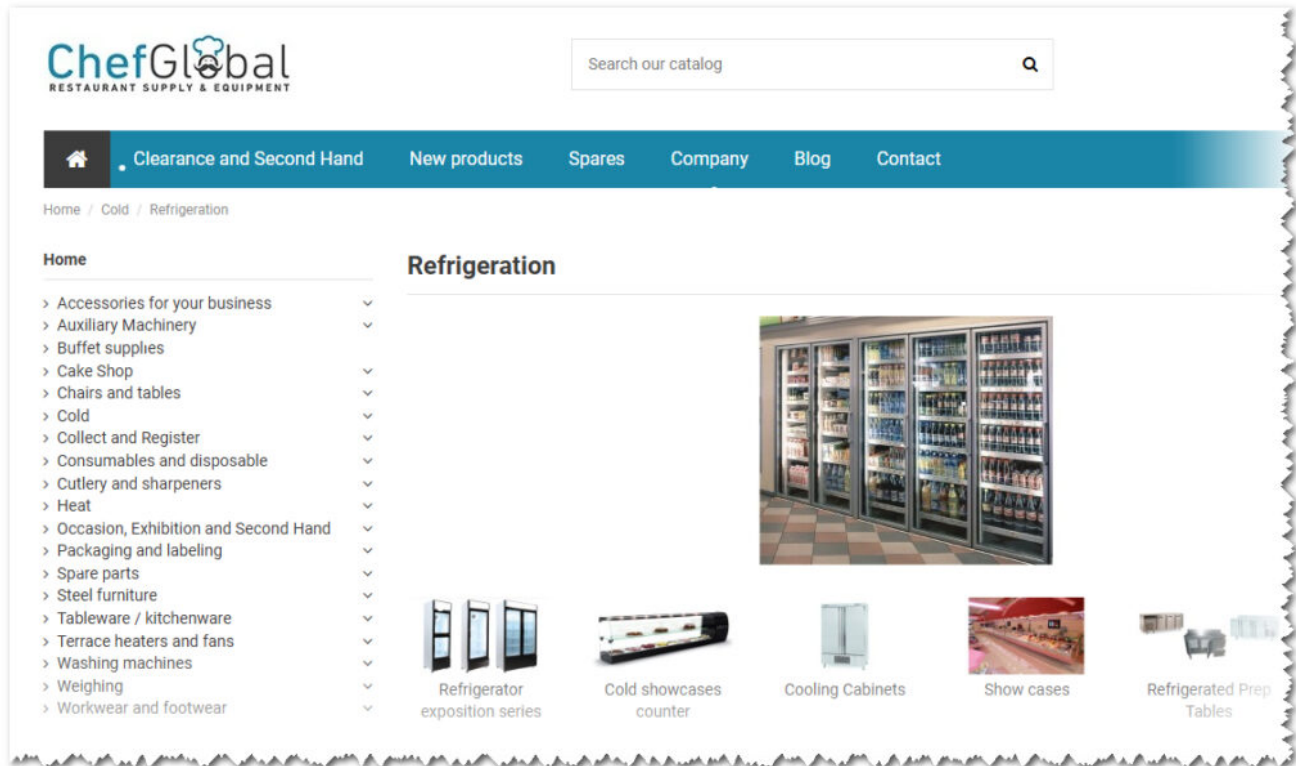 ChefGlobal
RESTAURANT SUPPLY & EQUIPMENT
Search our catalog
Clearance and Second Hand New products Spares Company Blog Contact
Home / Cold / Refrigeration
Home
Accessories for your business
Auxiliary Machinery
Buffet supplies
Cake Shop
Chairs and tables
Cold
Collect and Register
Consumables and disposable
Cutlery and sharpeners
Heat
Occasion, Exhibition and Second Hand
Packaging and labeling
Spare parts
Steel furniture
Tableware / kitchenware
Terrace heaters and fans
Washing machines
Weighing
Workwear and footwear
Refrigeration
Refrigerator
exposition series
Cold showcases
counter
Cooling Cabinets
Show cases
Refrigerated Prep
Tables